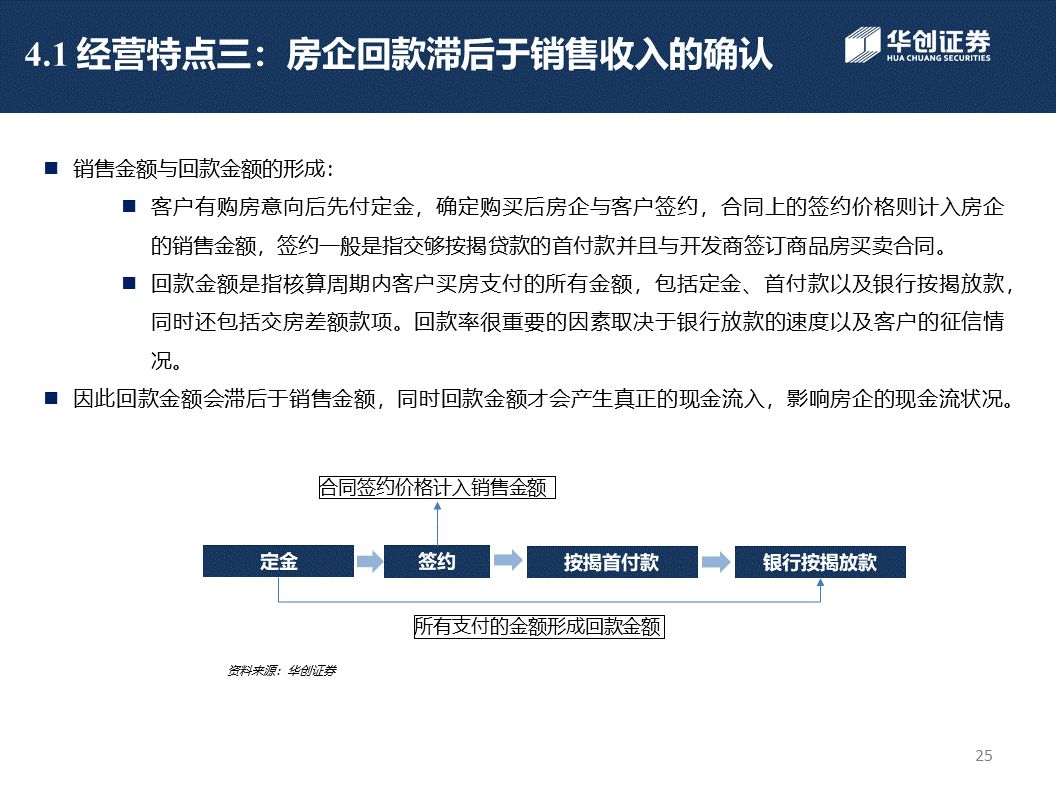 4.1 经营特点三：房企回款滞后于销售收入的确认
华创证券
HUA CHUANG SECURITIES
销售金额与回款金额的形成：
客户有购房意向后先付定金，确定购买后房企与客户签约，合同上的签约价格则计入房企
的销售金额，签约一般是指交够按揭贷款的首付款并且与开发商签订商品房买卖合同。
回款金额是指核算周期内客户买房支付的所有金额，包括定金、首付款以及银行按揭放款，
同时还包括交房差额款项。回款率很重要的因素取决于银行放款的速度以及客户的征信情
况。
因此回款金额会滞后于销售金额，同时回款金额才会产生真正的现金流入，影响房企的现金流状况。
合同签约价格计入销售金额
定金
签约
按揭首付款
银行按揭放款
所有支付的金额形成回款金额
资料来源：华创证券
25